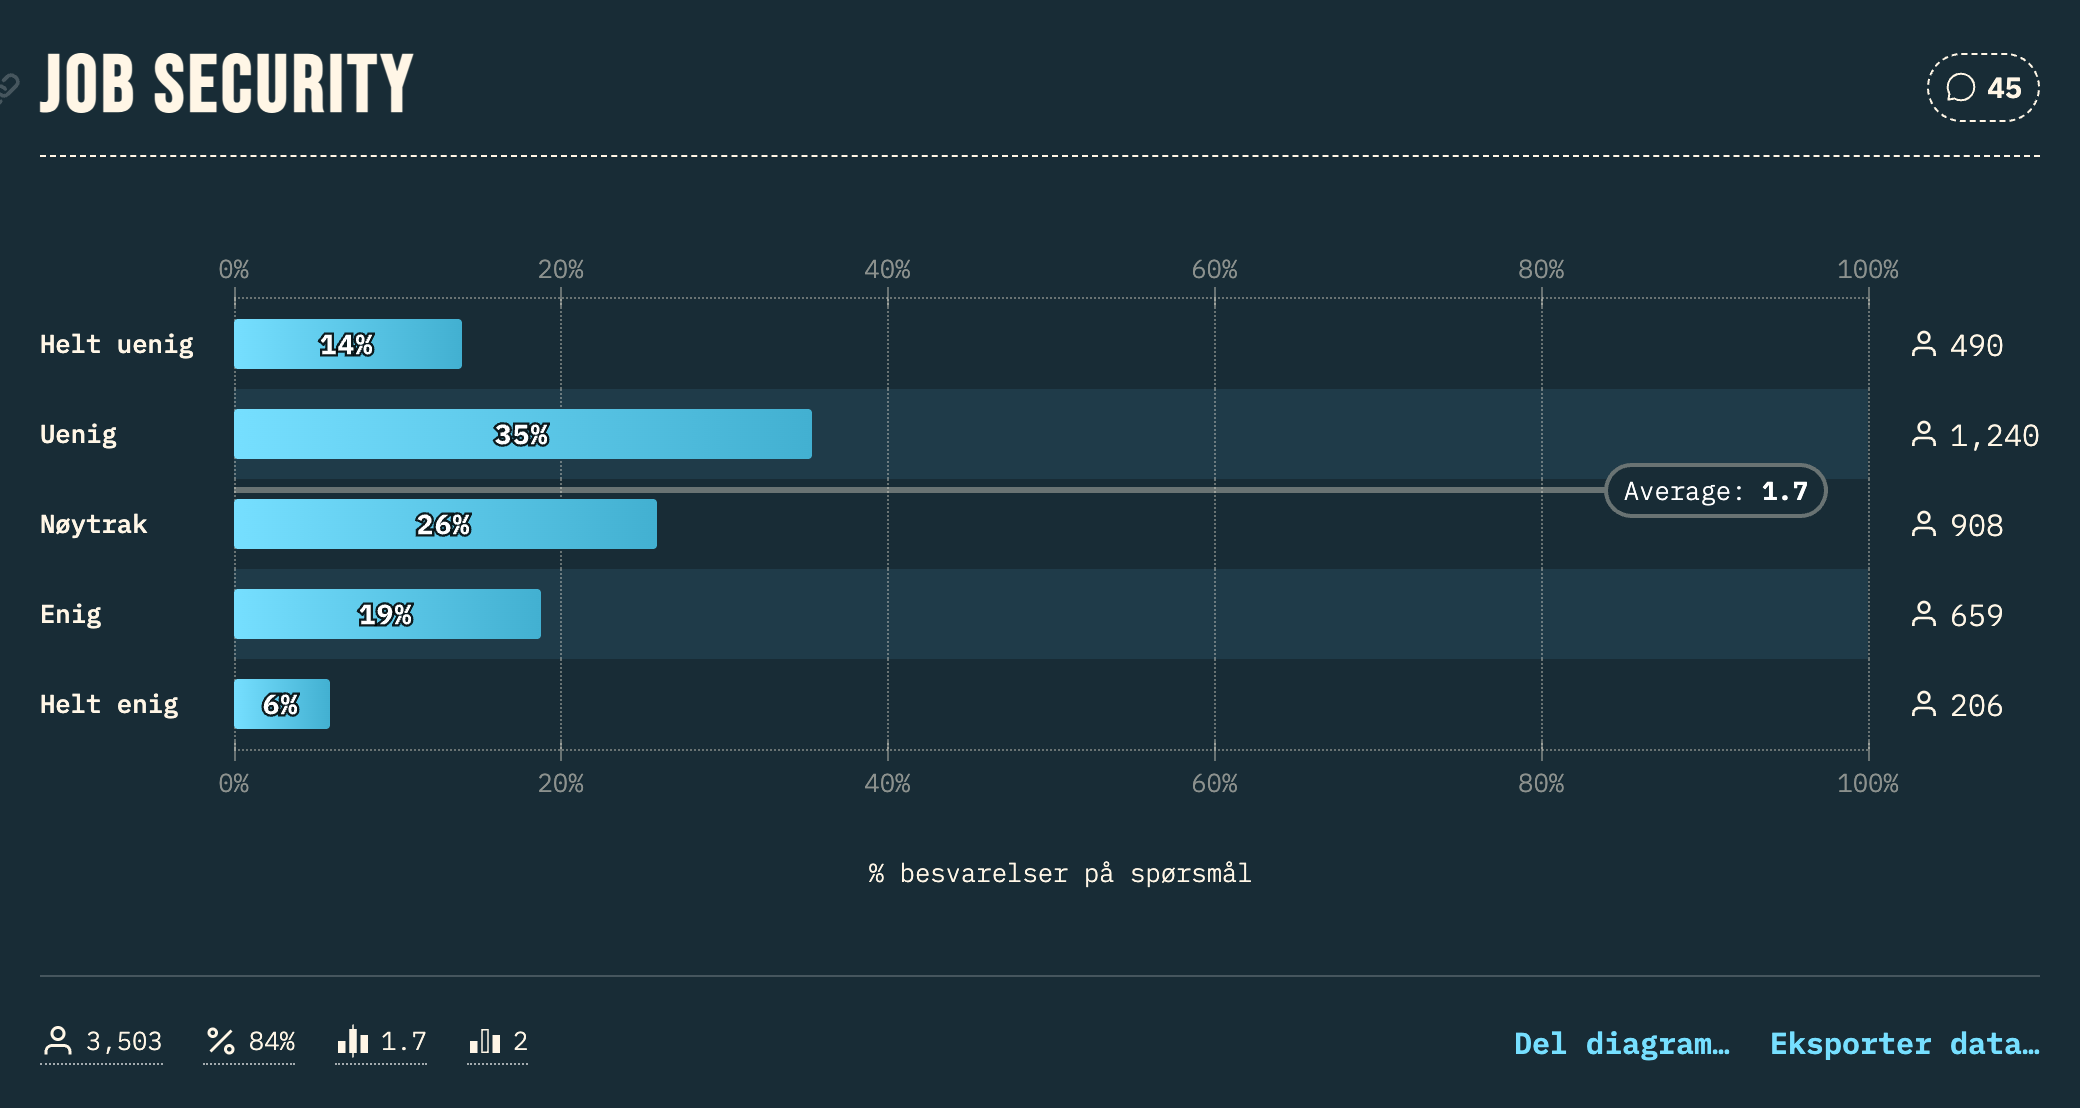 JOB SECURITY
45
0% 20% 40% 60% 80% 100%
Helt uenig 14% 490
Uenig 35% 1,240
Average: 1.7
Nøytrak 26% 908
Enig 19% 659
Helt enig 6% 206
0% 20% 40% 60% 80% 100%
% besvarelser på spørsmål
3,503 84% 1.7 2 Del diagram… Eksporter data…